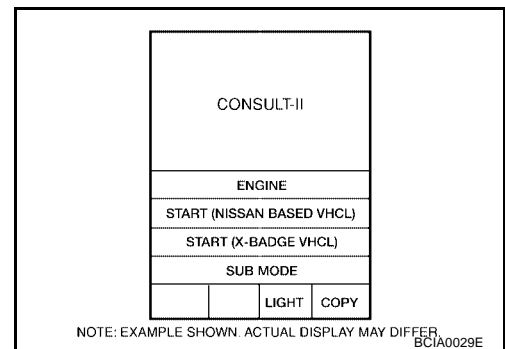 CONSULT-II
ENGINE
START (NISSAN BASED VHCL)
START (X-BADGE VHCL)
SUB MODE
LIGHT COPY
NOTE: EXAMPLE SHOWN. ACTUAL DISPLAY MAY DIFFER.
BCIA0029E